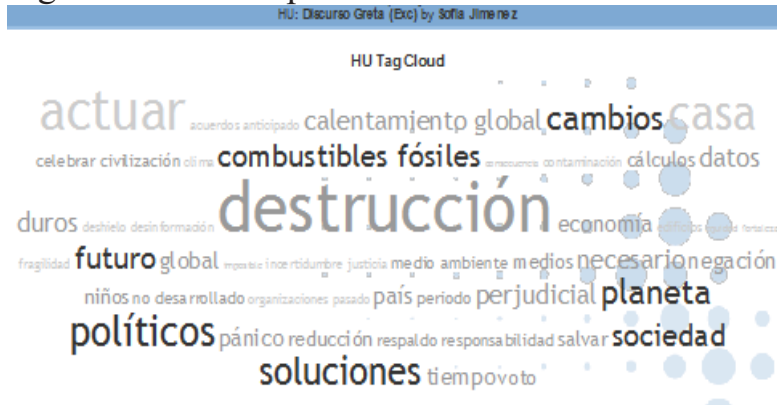 HU: Discurso Greta (Exc) by Sofía Jimenez
HU Tag Cloud
actuar acuerdos anticipado calentamiento global cambios casa
celebrar civilización clima combustibles fósiles consecuencia contaminación cálculos datos
duros deshielo desinformación destrucción economía edificios fortaleza
fragilidad futuro global incertidumbre justicia medio ambiente medios necesario negación
niños no desarrollado organizaciones pasado país periodo perjudicial planeta
políticos pánico reducción respaldo responsabilidad salvar sociedad
soluciones tiempo voto